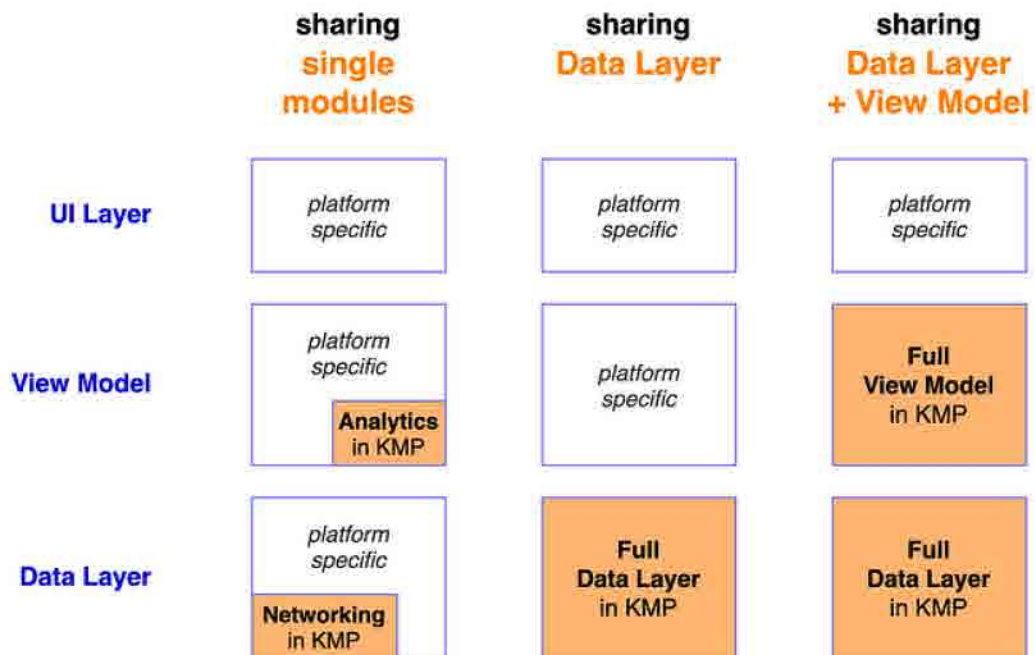 sharing
single
modules
sharing
Data Layer
sharing
Data Layer
+ View Model
UI Layer
platform
specific
platform
specific
platform
specific
View Model
platform
specific
Analytics
in KMP
platform
specific
Full
View Model
in KMP
Data Layer
platform
specific
Networking
in KMP
Full
Data Layer
in KMP
Full
Data Layer
in KMP